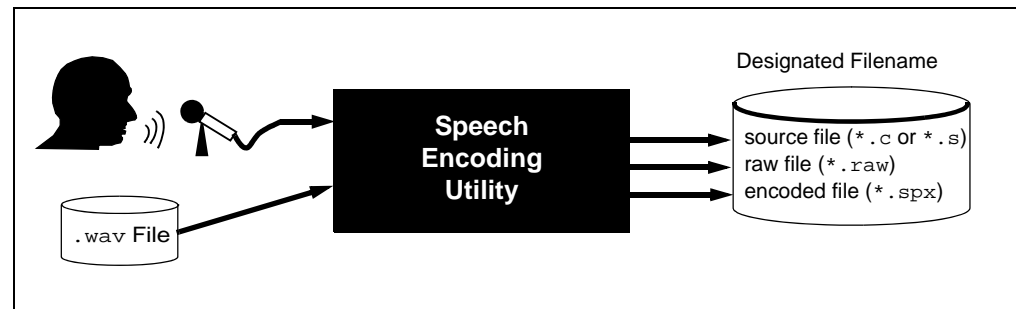 Designated Filename
Speech
Encoding
Utility
source file (*.c or *.s)
raw file (*.raw)
encoded file (*.spx)
.wav File